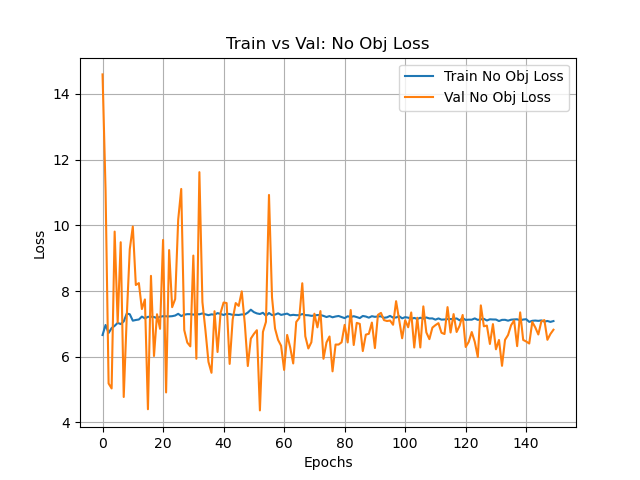 Train vs Val: No Obj Loss
Train No Obj Loss
Val No Obj Loss
14
12
10
8
6
4
Loss
0 20 40 60 80 100 120 140
Epochs